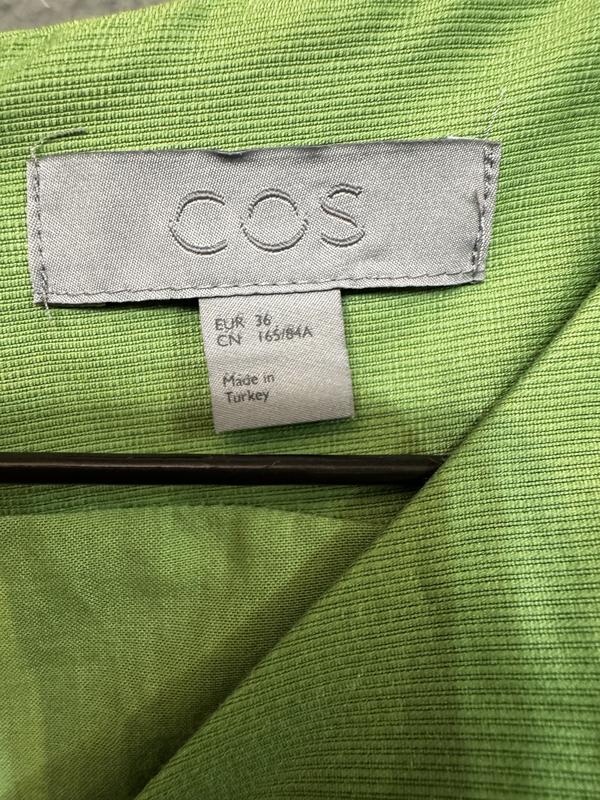 COS
EUR 36
CN 165/84A
Made in
Turkey